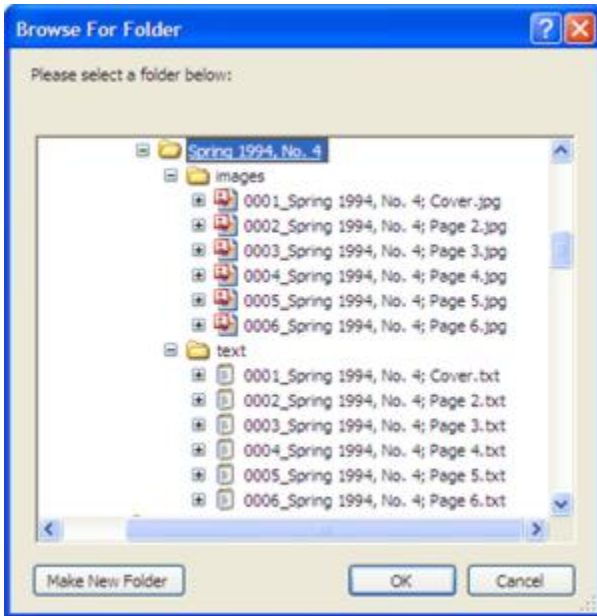 Browse For Folder
Please select a folder below:
Spring 1994, No. 4
images
0001_Spring 1994, No. 4; Cover.jpg
0002_Spring 1994, No. 4; Page 2.jpg
0003_Spring 1994, No. 4; Page 3.jpg
0004_Spring 1994, No. 4; Page 4.jpg
0005_Spring 1994, No. 4; Page 5.jpg
0006_Spring 1994, No. 4; Page 6.jpg
text
0001_Spring 1994, No. 4; Cover.txt
0002_Spring 1994, No. 4; Page 2.txt
0003_Spring 1994, No. 4; Page 3.txt
0004_Spring 1994, No. 4; Page 4.txt
0005_Spring 1994, No. 4; Page 5.txt
0006_Spring 1994, No. 4; Page 6.txt
Make New Folder OK Cancel